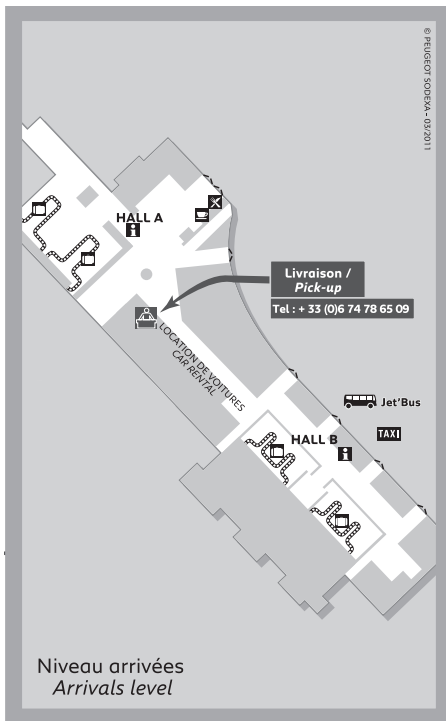 © PEUGEOT SODEXA - 03/2011
HALL A
Livraison /
Pick-up
Tel : + 33 (0)6 74 78 65 09
LOCATION DE VOITURES
CAR RENTAL
Jet'Bus
TAXI
HALL B
Niveau arrivées
Arrivals level